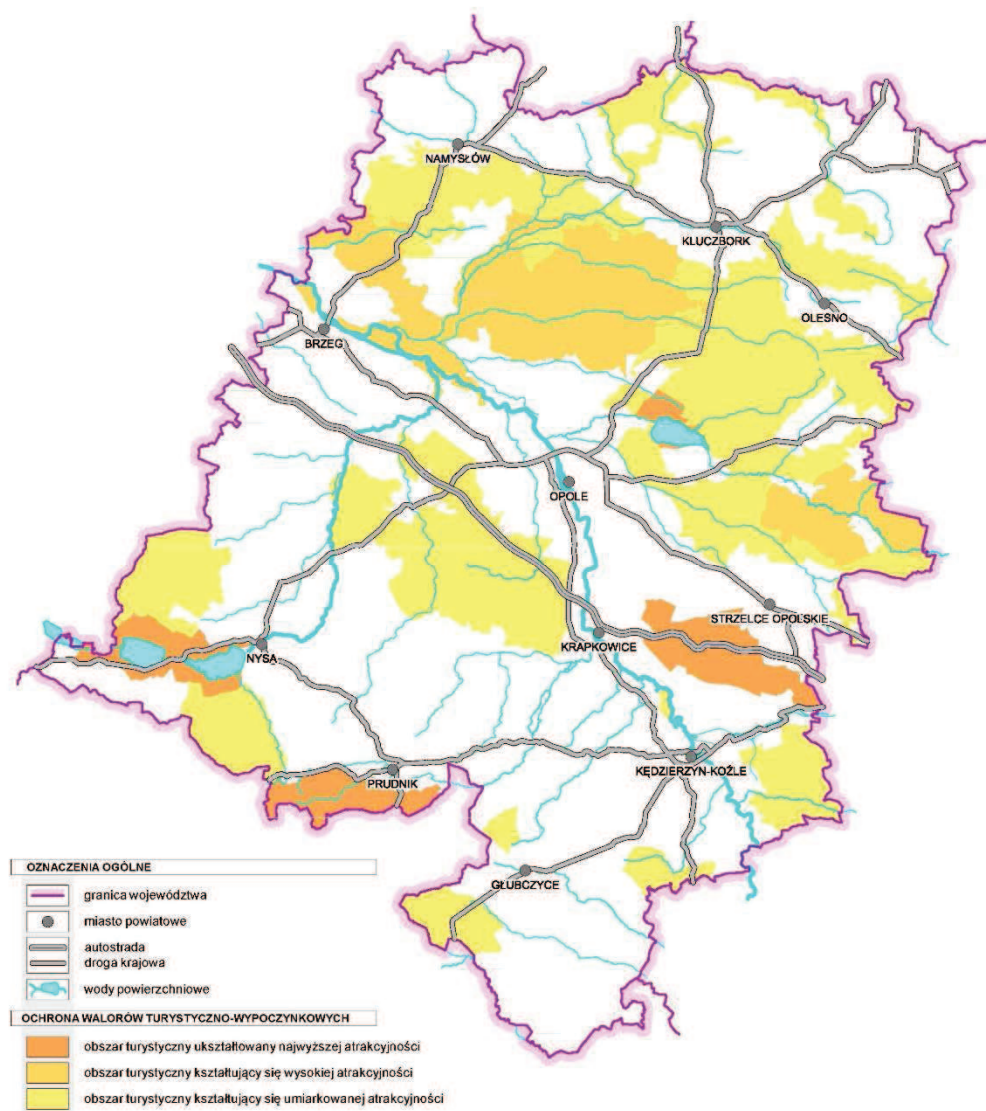 NAMYSŁÓW
KLUCZBORK
OLESNO
BRZEG
OPOLE
STRZELCE OPOLSKIE
KRAPKOWICE
NYSA
KĘDZIERZYN-KOŹLE
PRUDNIK
GŁUBCZYCE
OZNACZENIA OGÓLNE
granica województwa
miasto powiatowe
autostrada
droga krajowa
wody powierzchniowe
OCHRONA WALORÓW TURYSTYCZNO-WYPOCZYNKOWYCH
obszar turystyczny ukształtowany najwyższej atrakcyjności
obszar turystyczny kształtujący się wysokiej atrakcyjności
obszar turystyczny kształtujący się umiarkowanej atrakcyjności